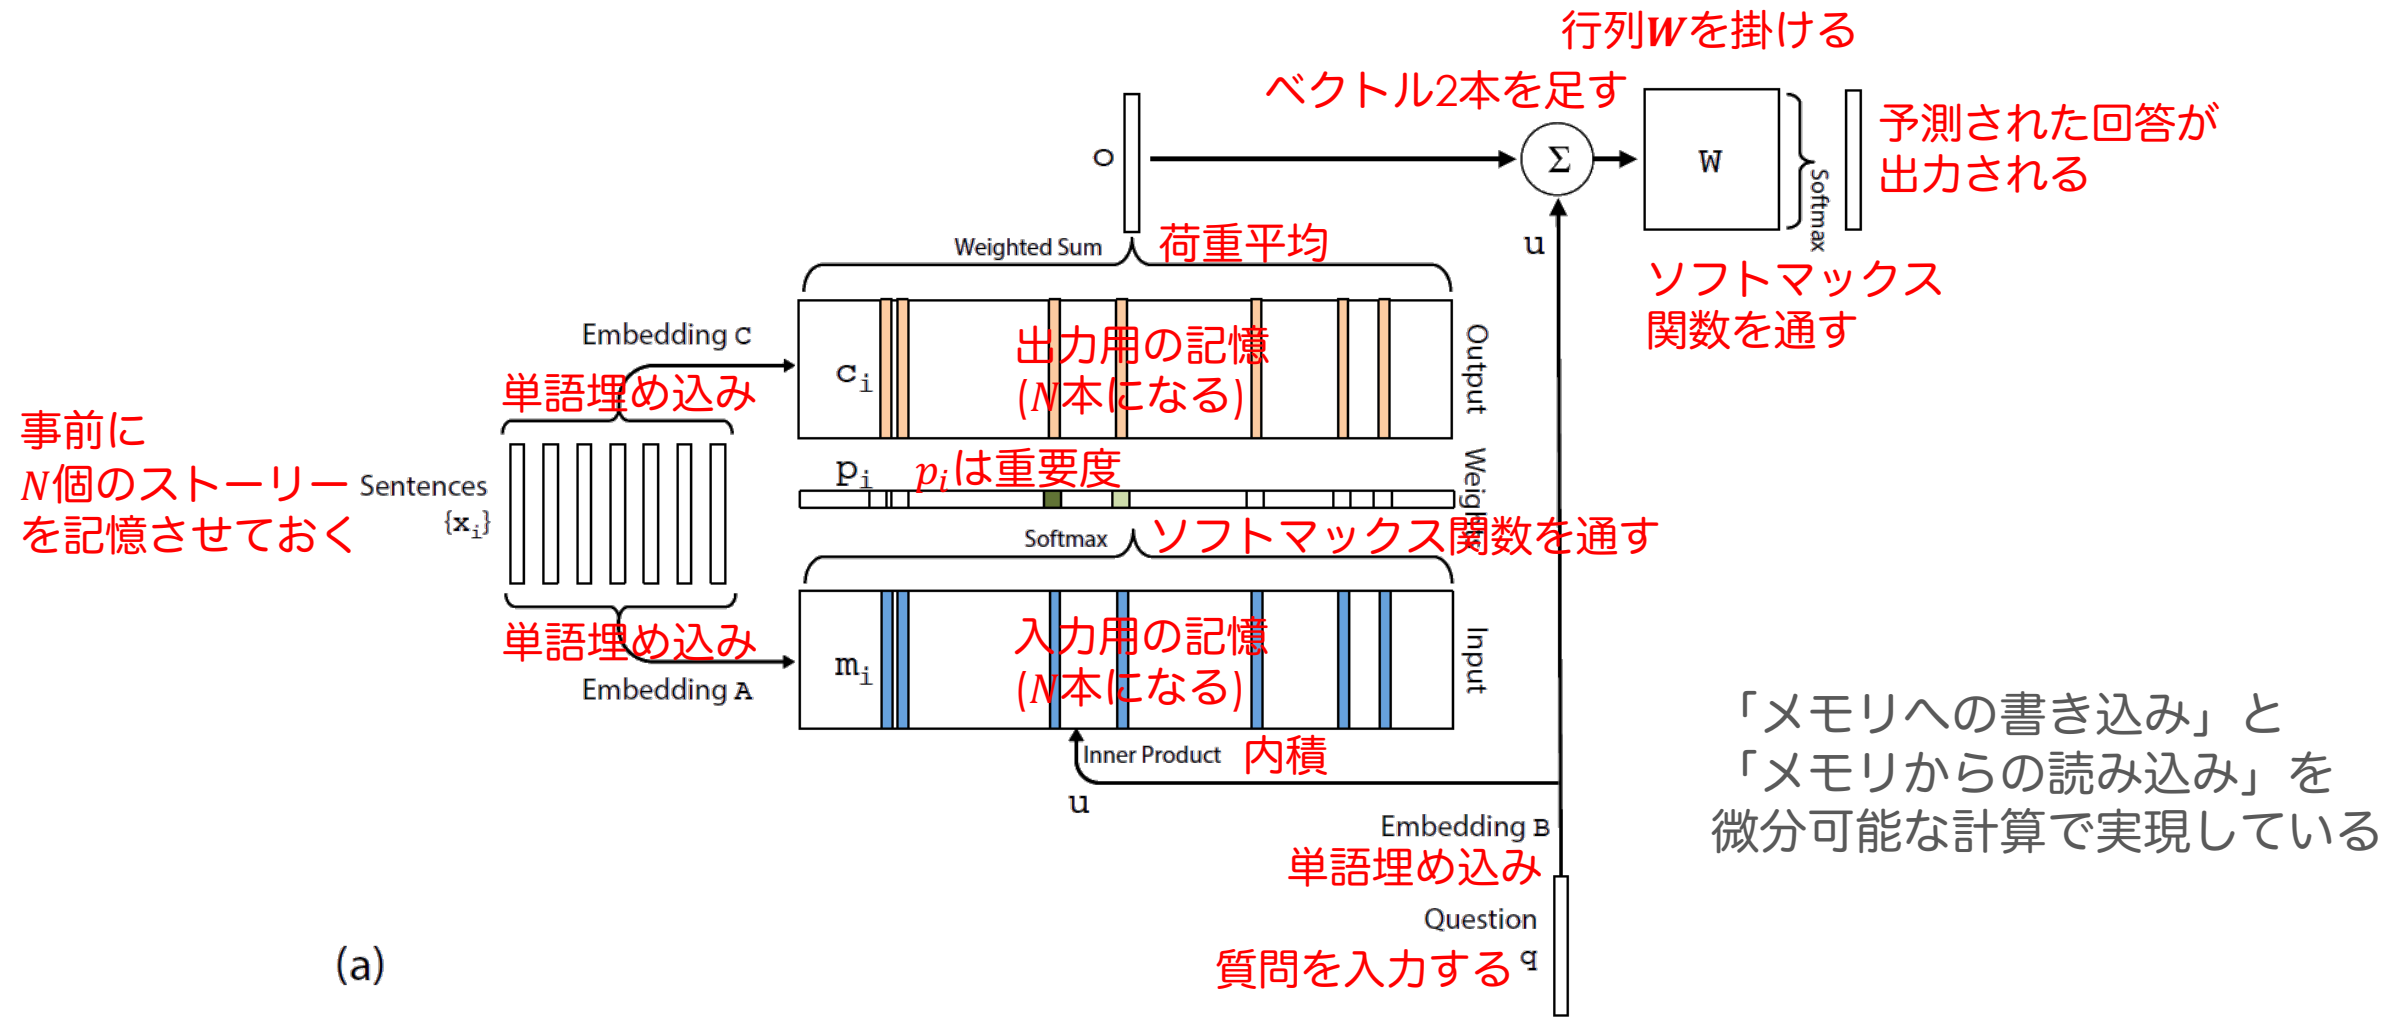 行列Wを掛ける
ベクトル2本を足す
予測された回答が
出力される
o
Σ
W
Softmax
u
ソフトマックス
関数を通す
Weighted Sum
荷重平均
Embedding C
単語埋め込み
ci
出力用の記憶
(N本になる)
Output
事前に
N個のストーリー
を記憶させておく
Sentences
{xi}
pi
piは重要度
Weights
Softmax
ソフトマックス関数を通す
単語埋め込み
Embedding A
mi
入力用の記憶
(N本になる)
Input
Inner Product
内積
u
「メモリへの書き込み」と
「メモリからの読み込み」を
微分可能な計算で実現している
Embedding B
単語埋め込み
Question
質問を入力する
q
(a)